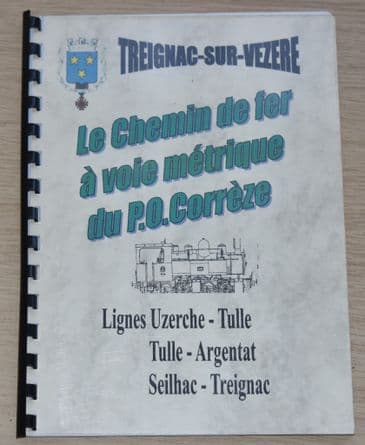 TREIGNAC-SUR-VEZERE
Le Chemin de fer
à voie métrique
du P.O.Corrèze
Lignes Uzerche - Tulle
Tulle - Argentat
Seilhac - Treignac